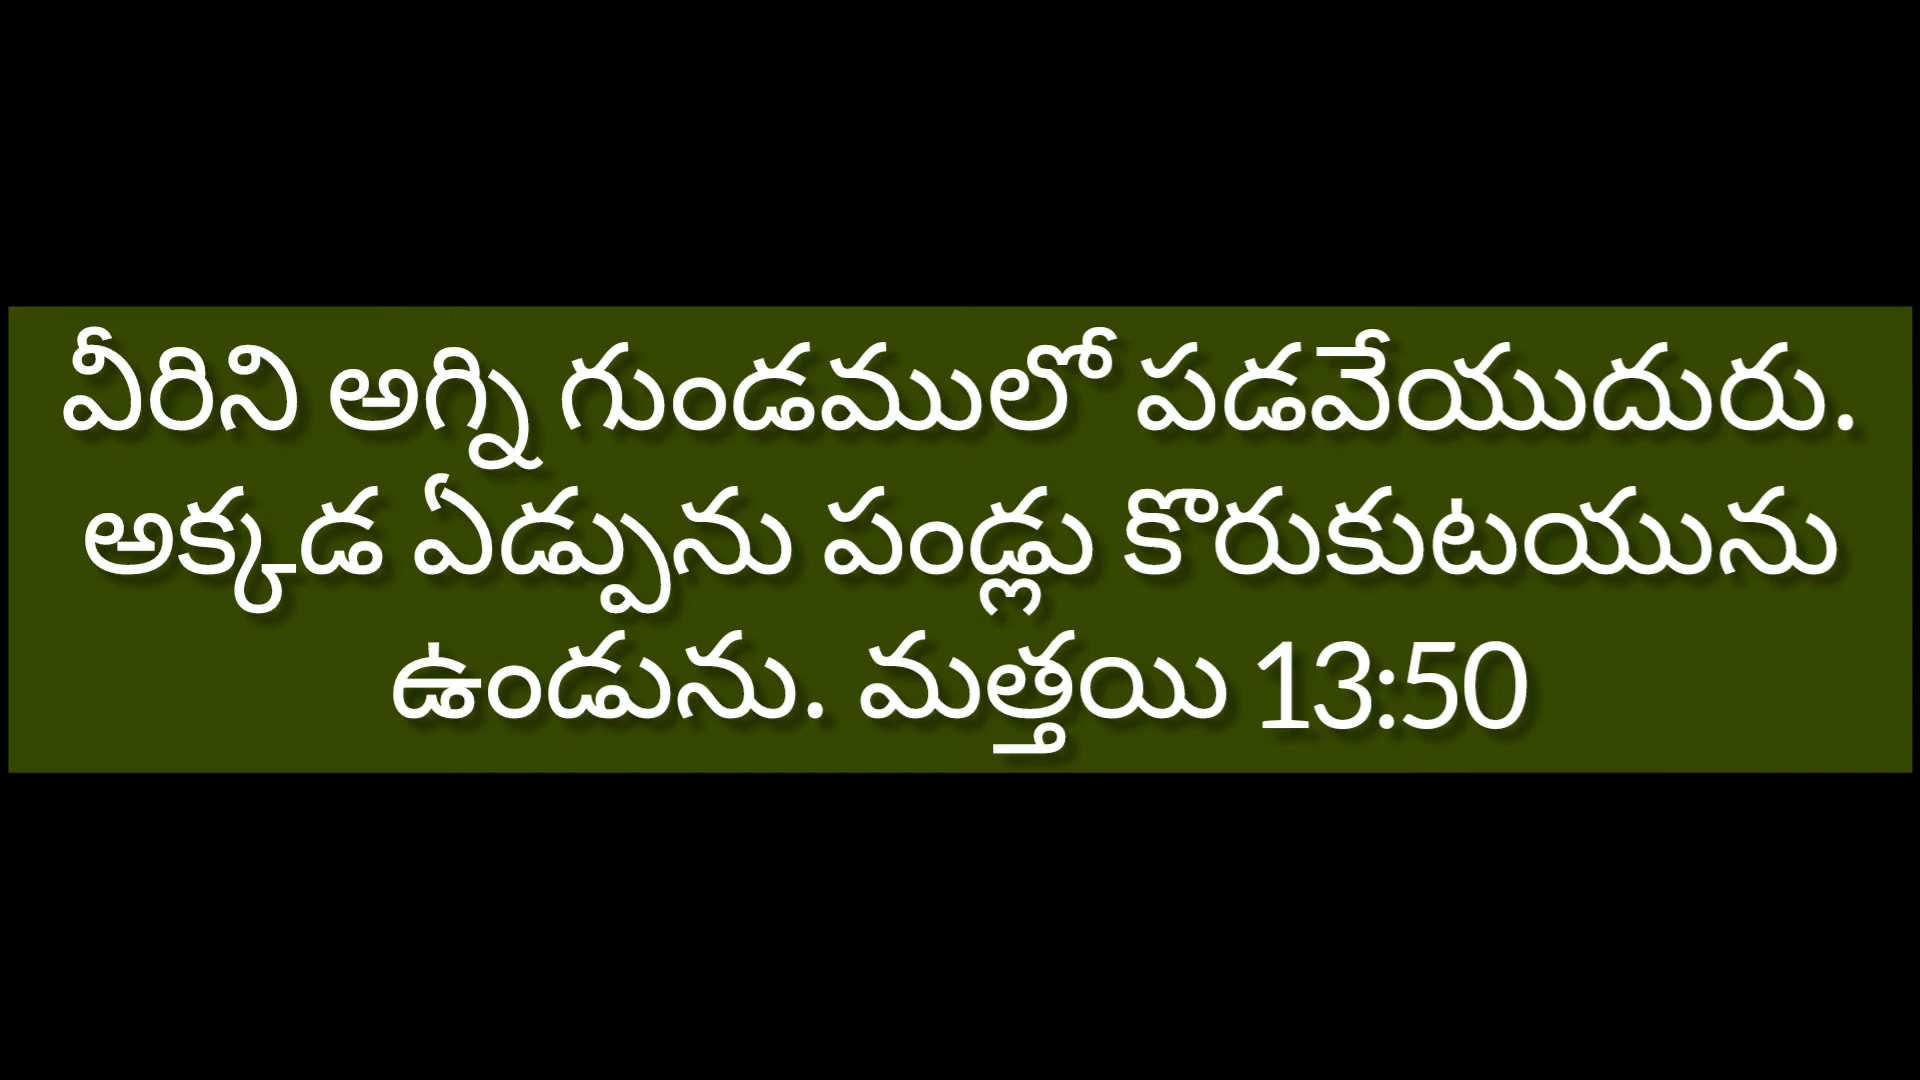 వీరిని అగ్ని గుండములో పడవేయుదురు.
అక్కడ ఏడ్పును పండ్లు కొరుకుటయును
ఉండును. మత్తయి 13:50